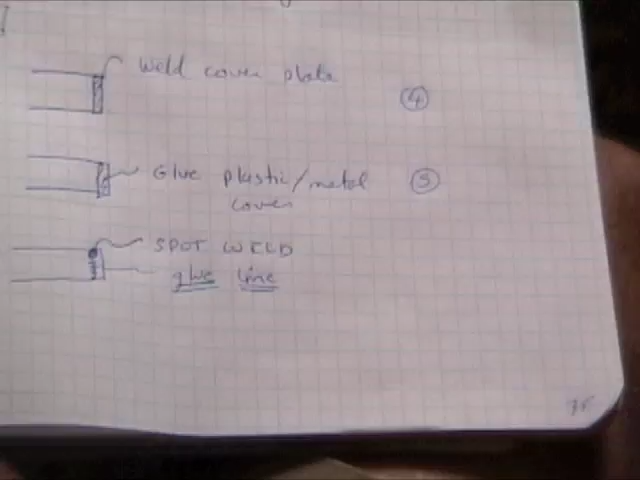 Weld cover plate
4
Glue plastic/metal
cover
5
SPOT WELD
glue line